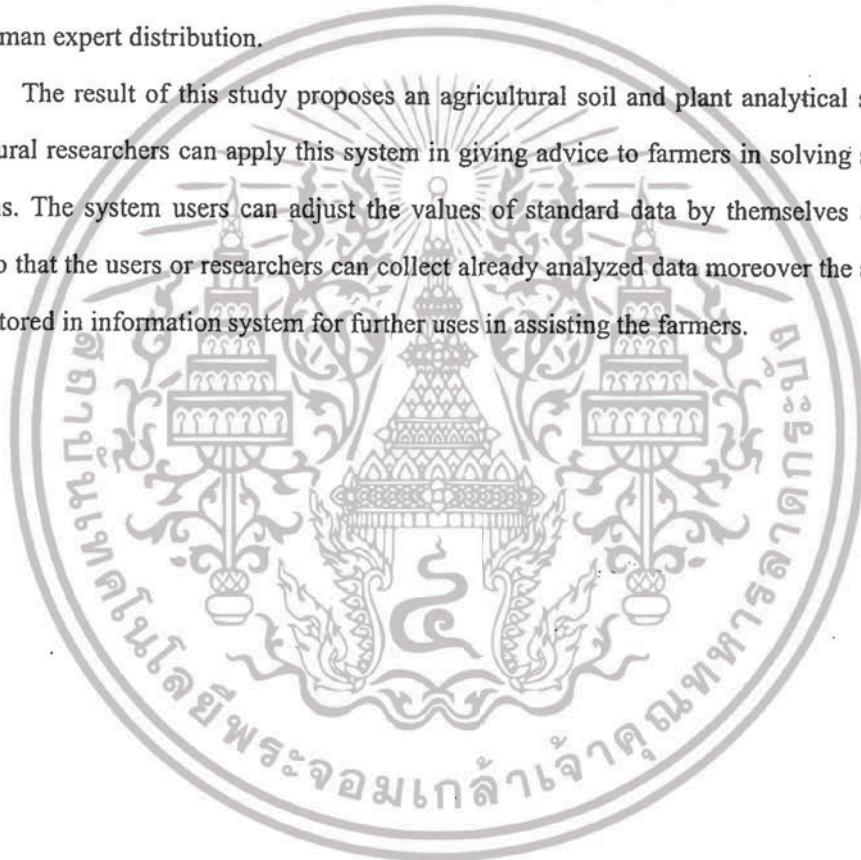 man expert distribution.
The result of this study proposes an agricultural soil and plant analytical s
ural researchers can apply this system in giving advice to farmers in solving s
s. The system users can adjust the values of standard data by themselves
o that the users or researchers can collect already analyzed data moreover the s
tored in information system for further uses in assisting the farmers.
สถาบันเทคโนโลยีพระจอมเกล้าเจ้าคุณทหารลาดกระบัง
๔